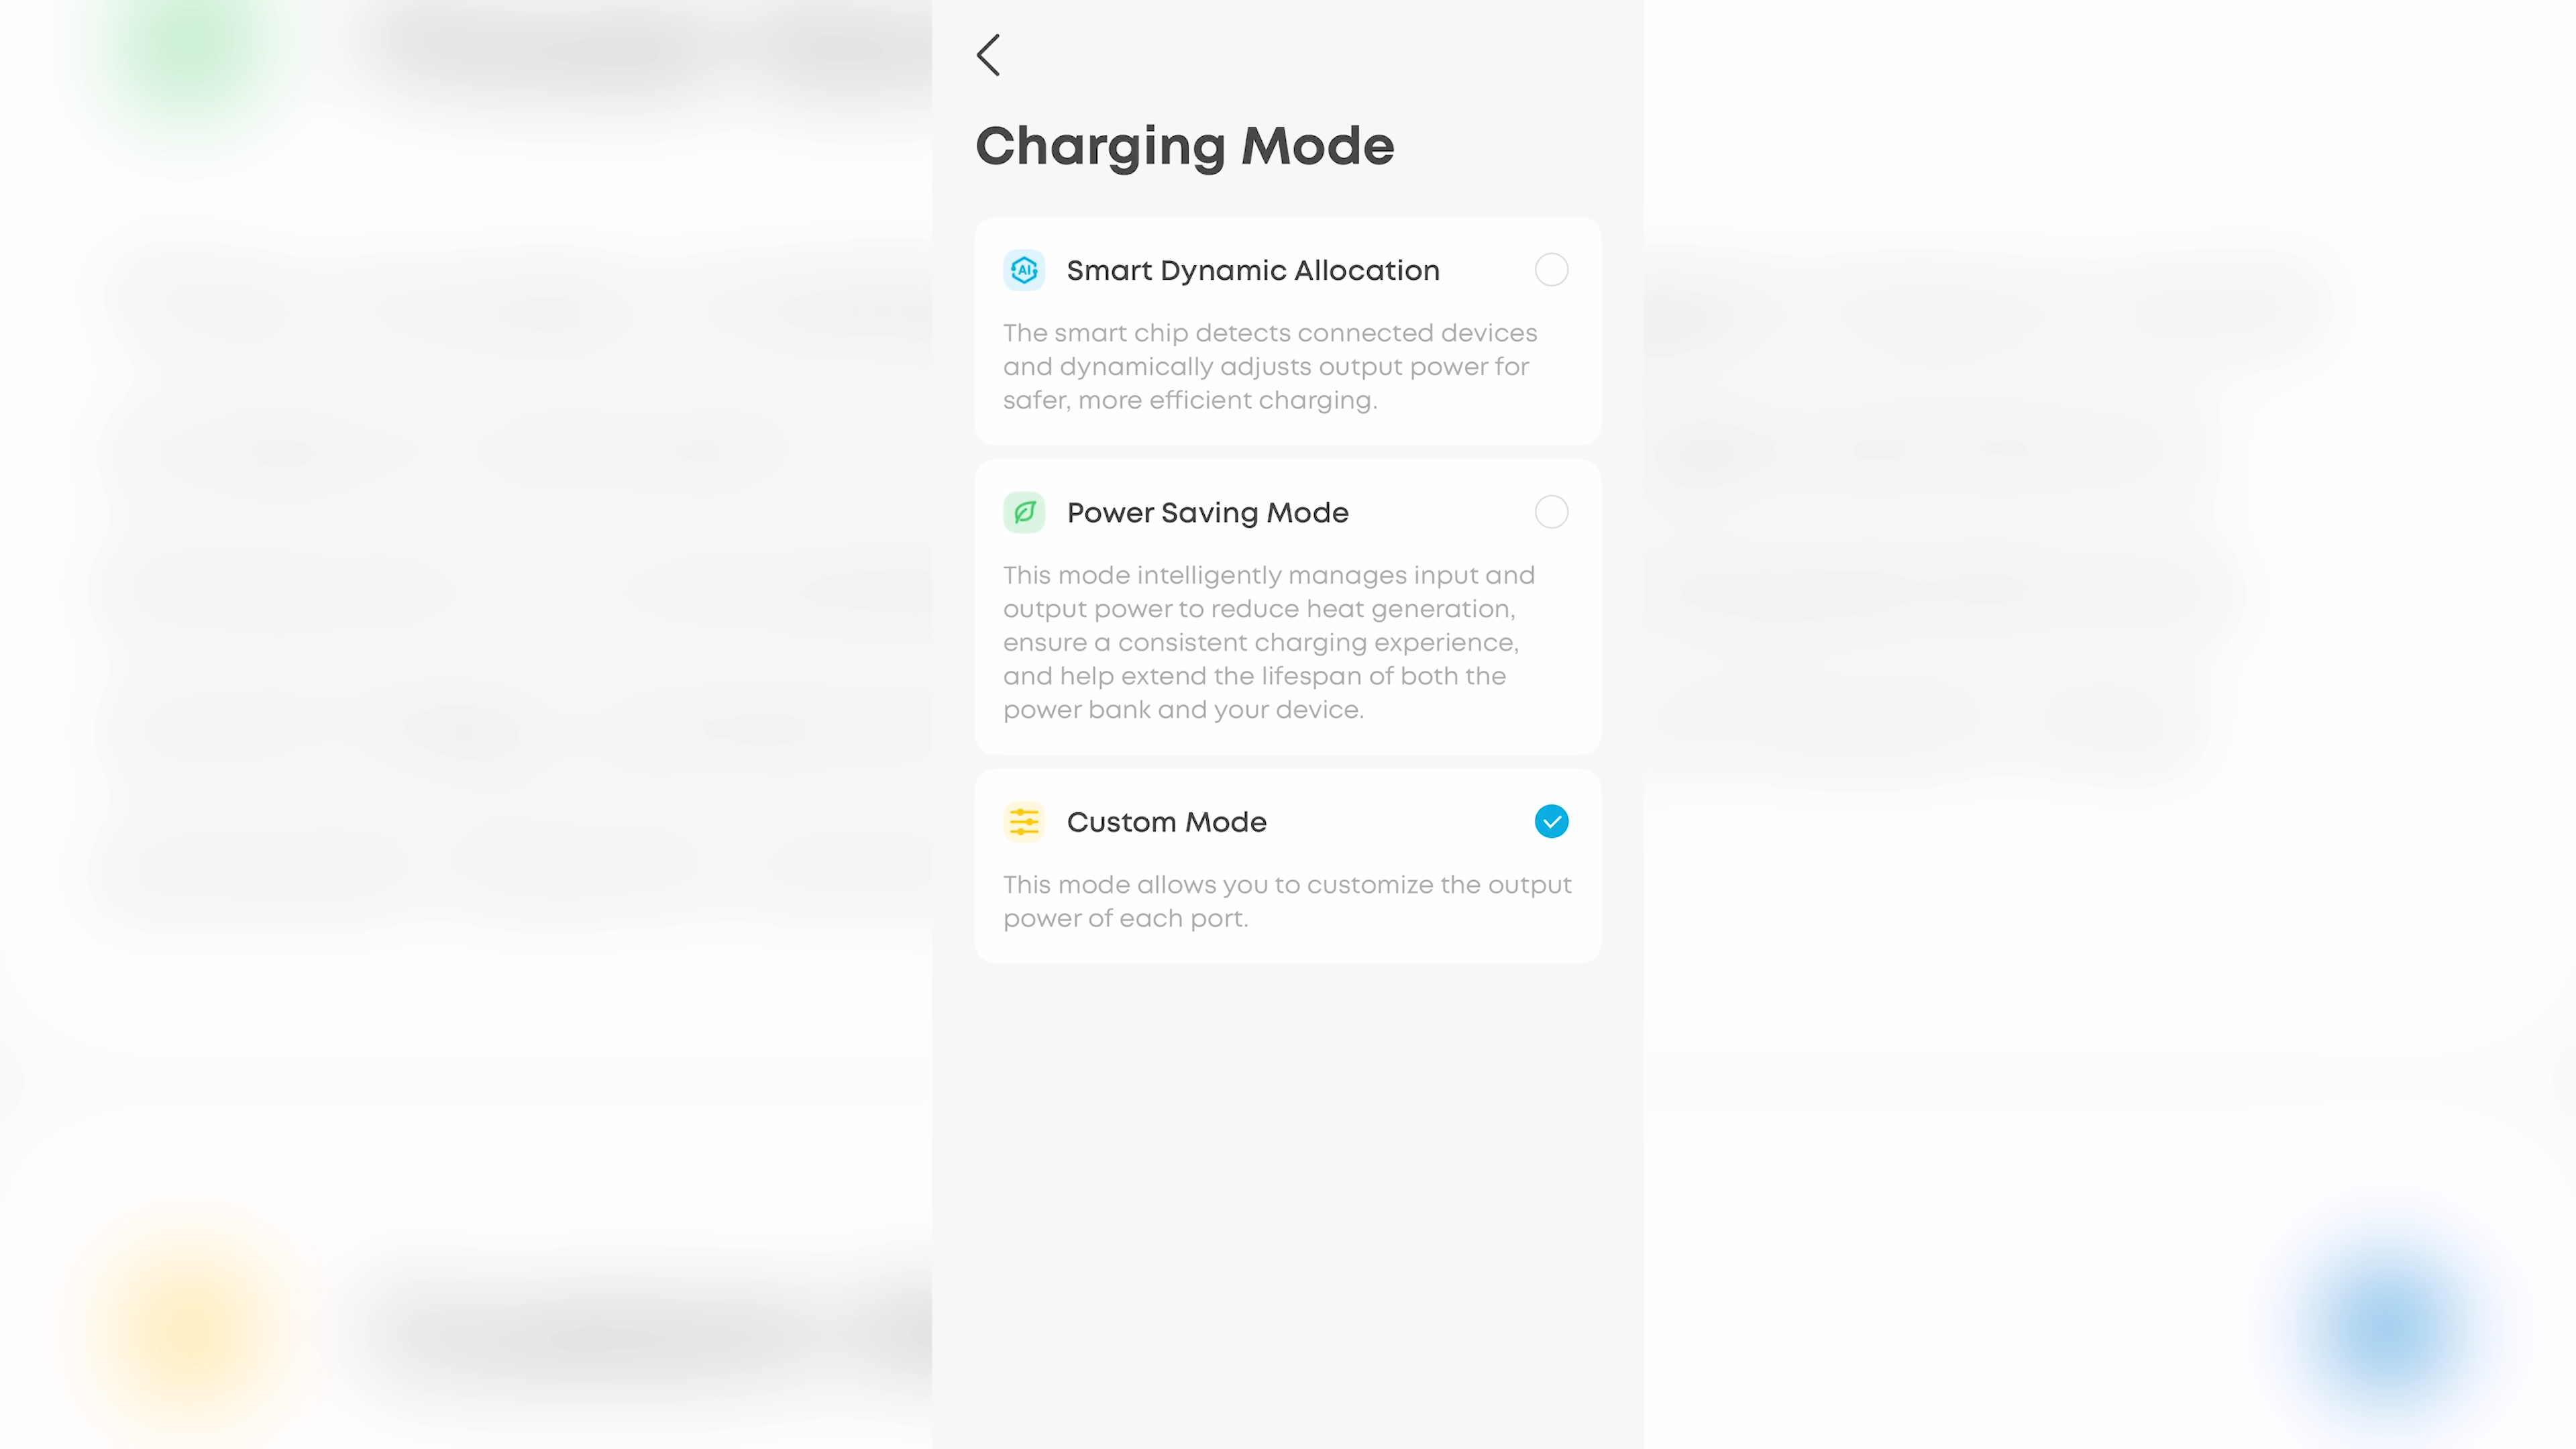 Charging Mode
AI
Smart Dynamic Allocation
The smart chip detects connected devices
and dynamically adjusts output power for
safer, more efficient charging.
Power Saving Mode
This mode intelligently manages input and
output power to reduce heat generation,
ensure a consistent charging experience,
and help extend the lifespan of both the
power bank and your device.
Custom Mode
This mode allows you to customize the output
power of each port.